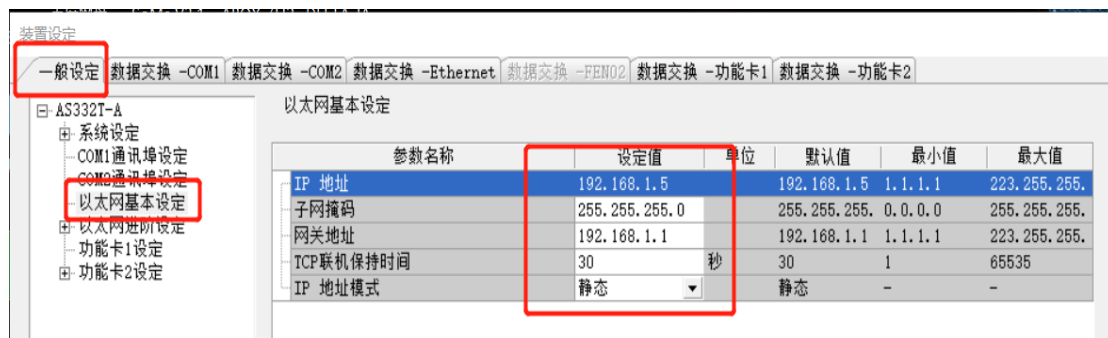 装置设定
一般设定 数据交换 -COM1 数据交换 -COM2 数据交换 -Ethernet 数据交换 -FEN02 数据交换 -功能卡1 数据交换 -功能卡2
AS332T-A
系统设定
COM1通讯埠设定
COM2通讯埠设定
以太网基本设定
以太网进阶设定
功能卡1设定
功能卡2设定
以太网基本设定
参数名称 设定值 单位 默认值 最小值 最大值
IP 地址 192.168.1.5 192.168.1.5 1.1.1.1 223.255.255.
子网掩码 255.255.255.0 255.255.255. 0.0.0.0 255.255.255.
网关地址 192.168.1.1 192.168.1.1 1.1.1.1 223.255.255.
TCP联机保持时间 30 秒 30 1 65535
IP 地址模式 静态 静态 - -